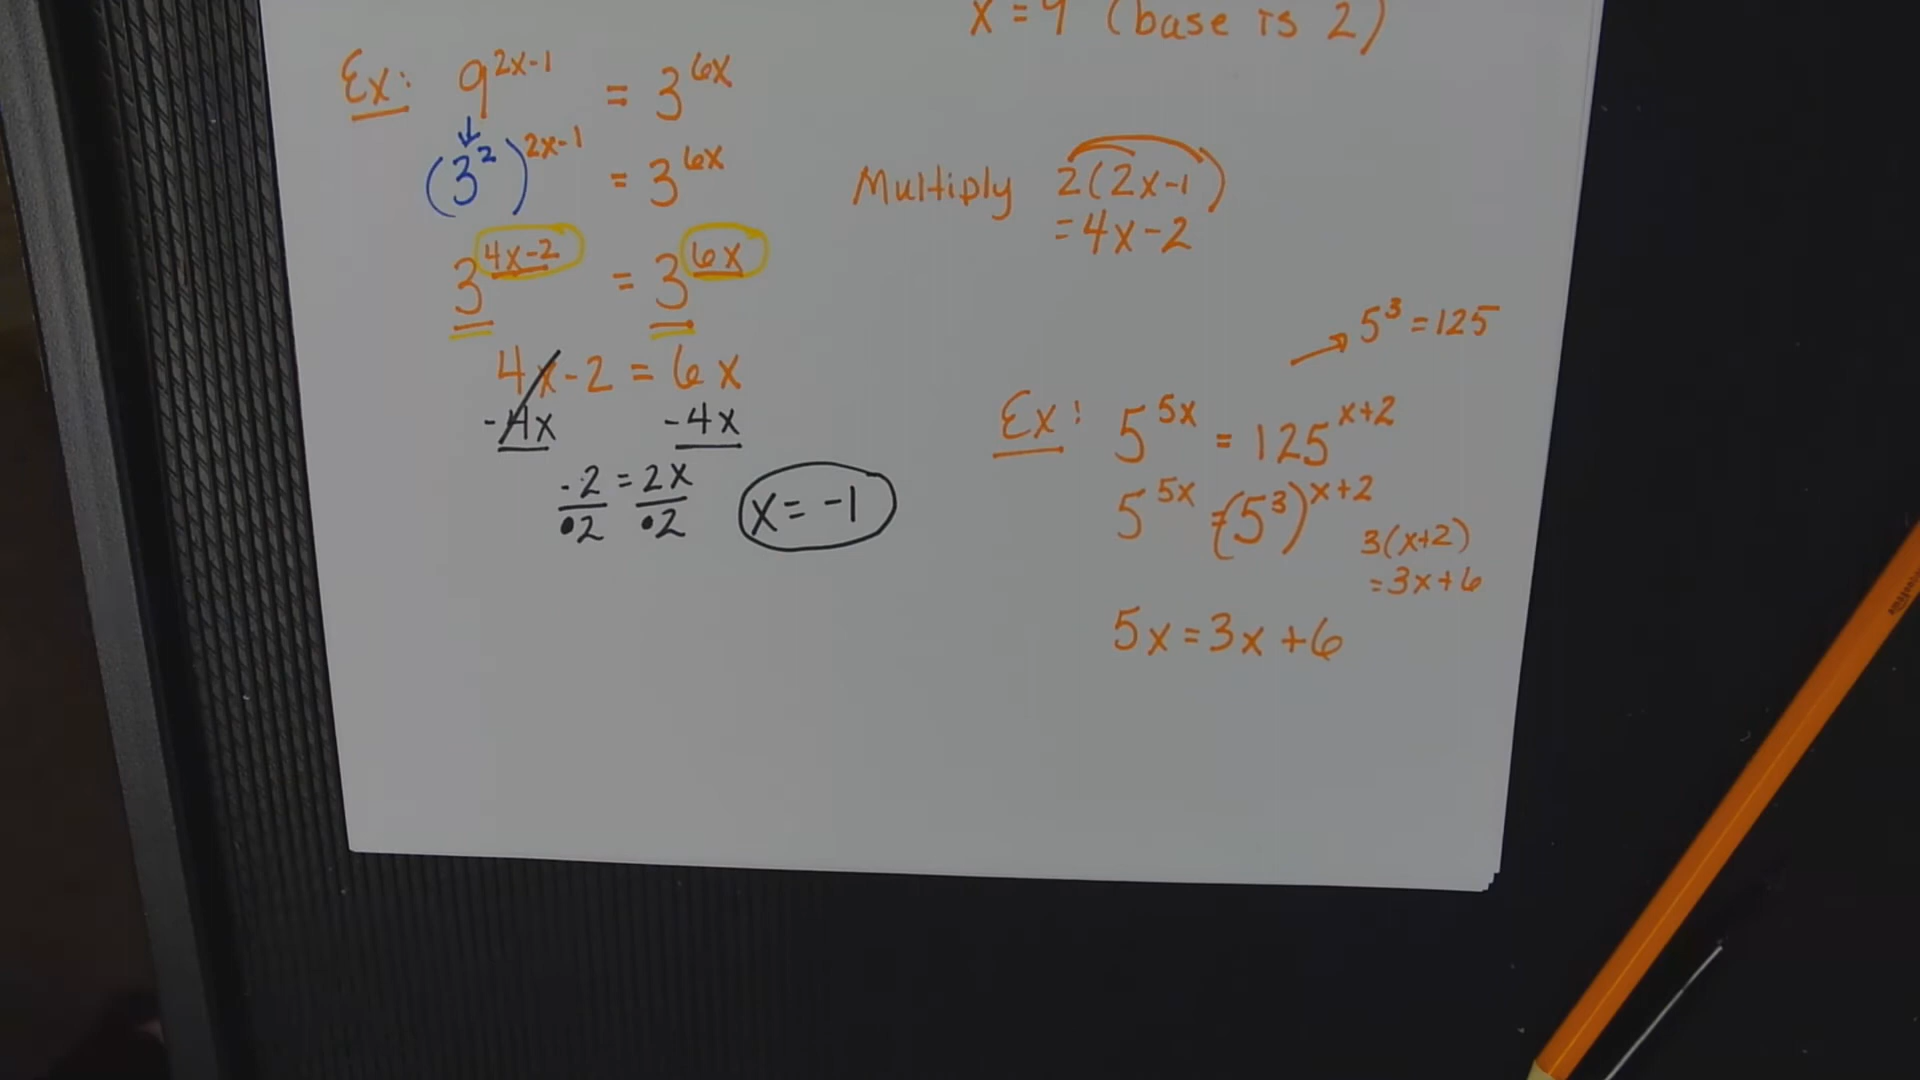 x = 9 (base is 2)
Ex: 9^{2x-1} = 3^{6x}
(3^2)^{2x-1} = 3^{6x}
Multiply 2(2x-1)
= 4x-2
3^{4x-2} = 3^{6x}
4x-2 = 6x
-4x -4x
-2 = 2x
2 2
x = -1
5^3 = 125
Ex: 5^{5x} = 125^{x+2}
5^{5x} = (5^3)^{x+2}
3(x+2)
= 3x+6
5x = 3x+6